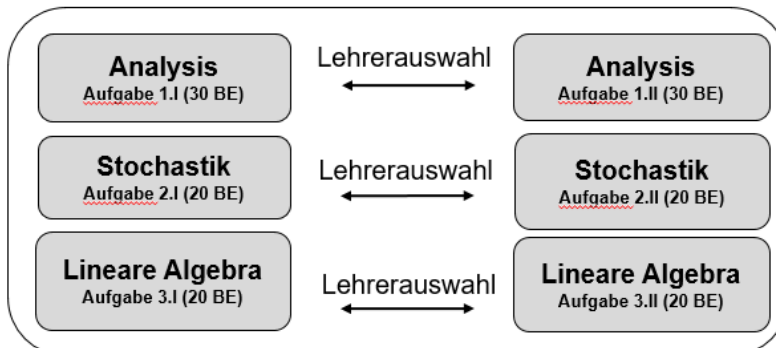 Analysis
Aufgabe 1.I (30 BE)
Lehrerauswahl
Analysis
Aufgabe 1.II (30 BE)
Stochastik
Aufgabe 2.I (20 BE)
Lehrerauswahl
Stochastik
Aufgabe 2.II (20 BE)
Lineare Algebra
Aufgabe 3.I (20 BE)
Lehrerauswahl
Lineare Algebra
Aufgabe 3.II (20 BE)